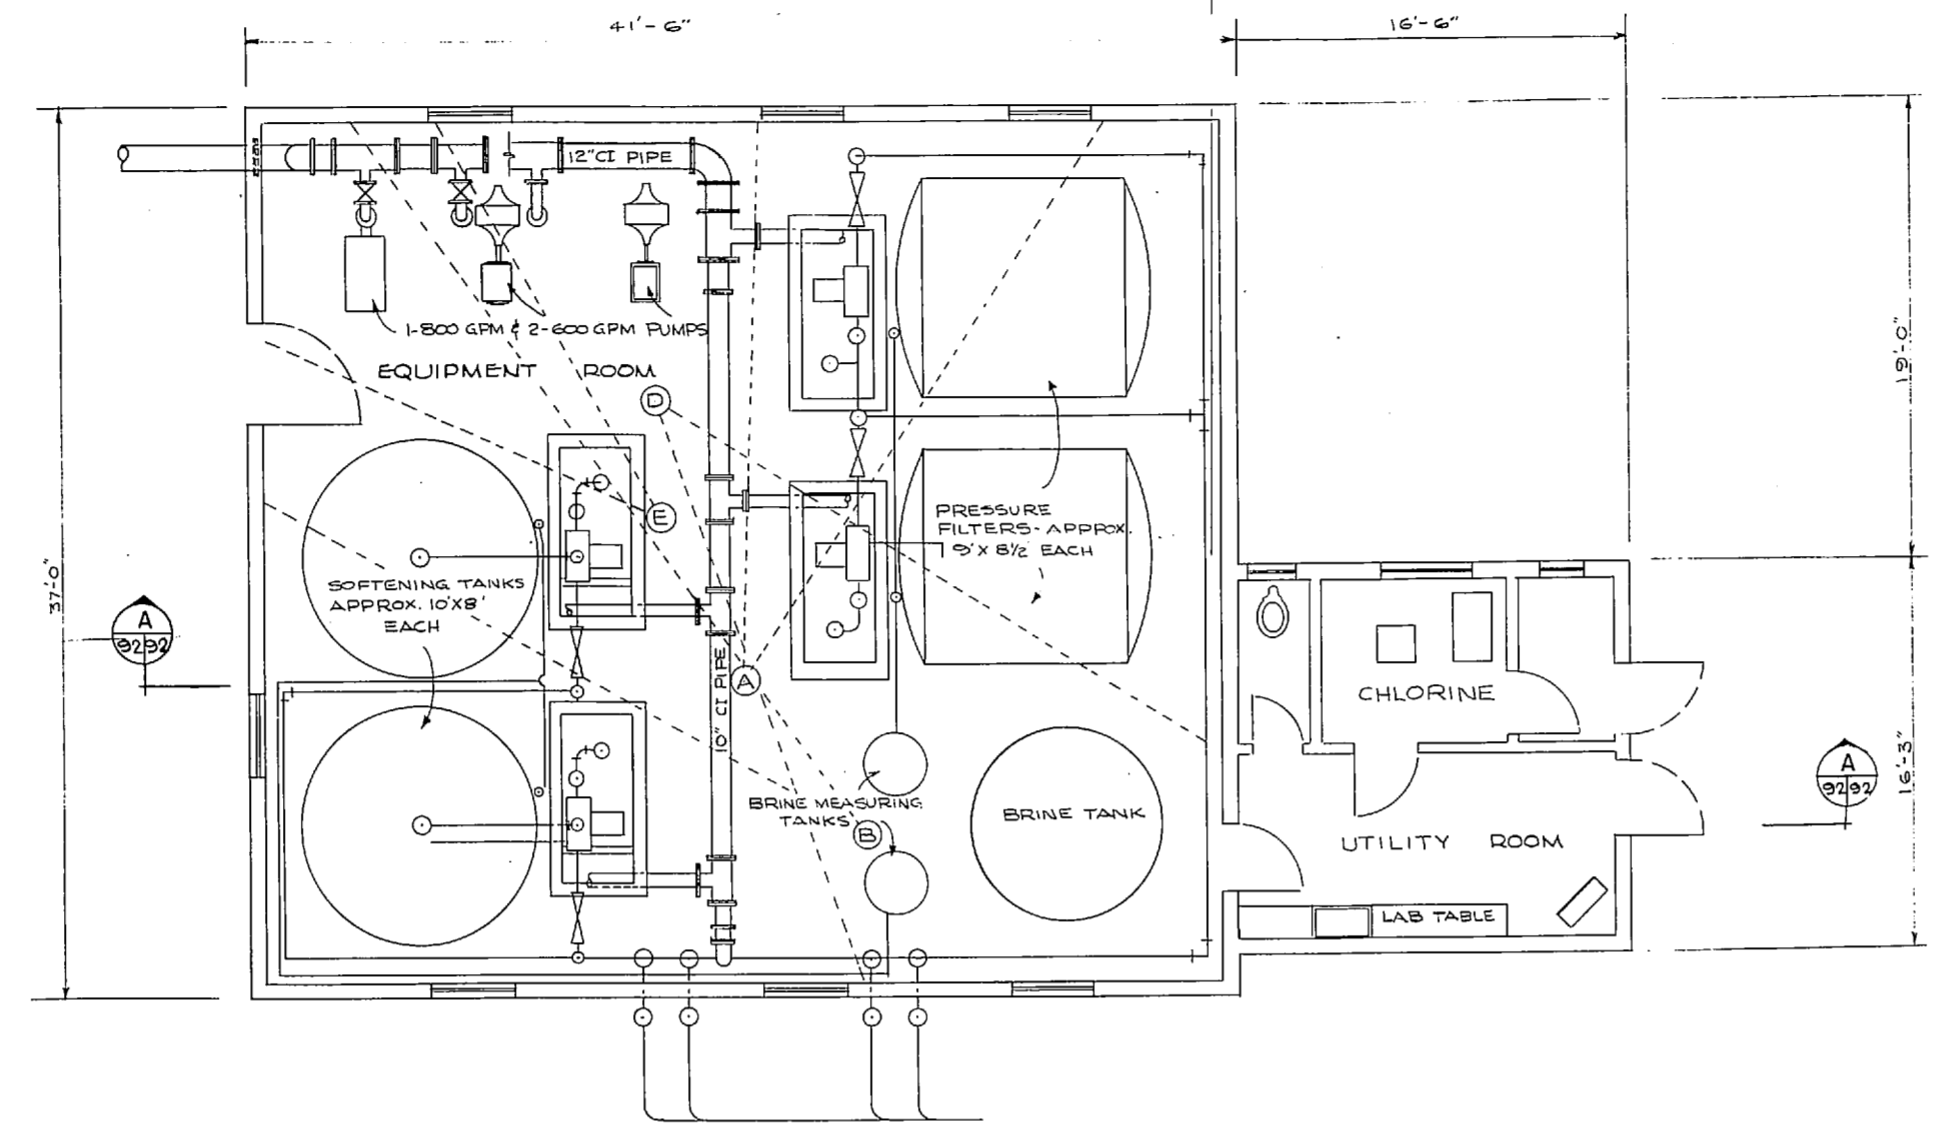 41'-6"
16'-6"
12"CI PIPE
1-800 GPM & 2-600 GPM PUMPS
EQUIPMENT ROOM
D
E
19'-0"
37'-0"
PRESSURE
FILTERS- APPROX.
9'X 8½ EACH
SOFTENING TANKS
APPROX. 10'X8'
EACH
A
92 92
10" CI PIPE
A
CHLORINE
BRINE MEASURING
TANKS
B
BRINE TANK
UTILITY ROOM
A
92 92
16'-3"
LAB TABLE